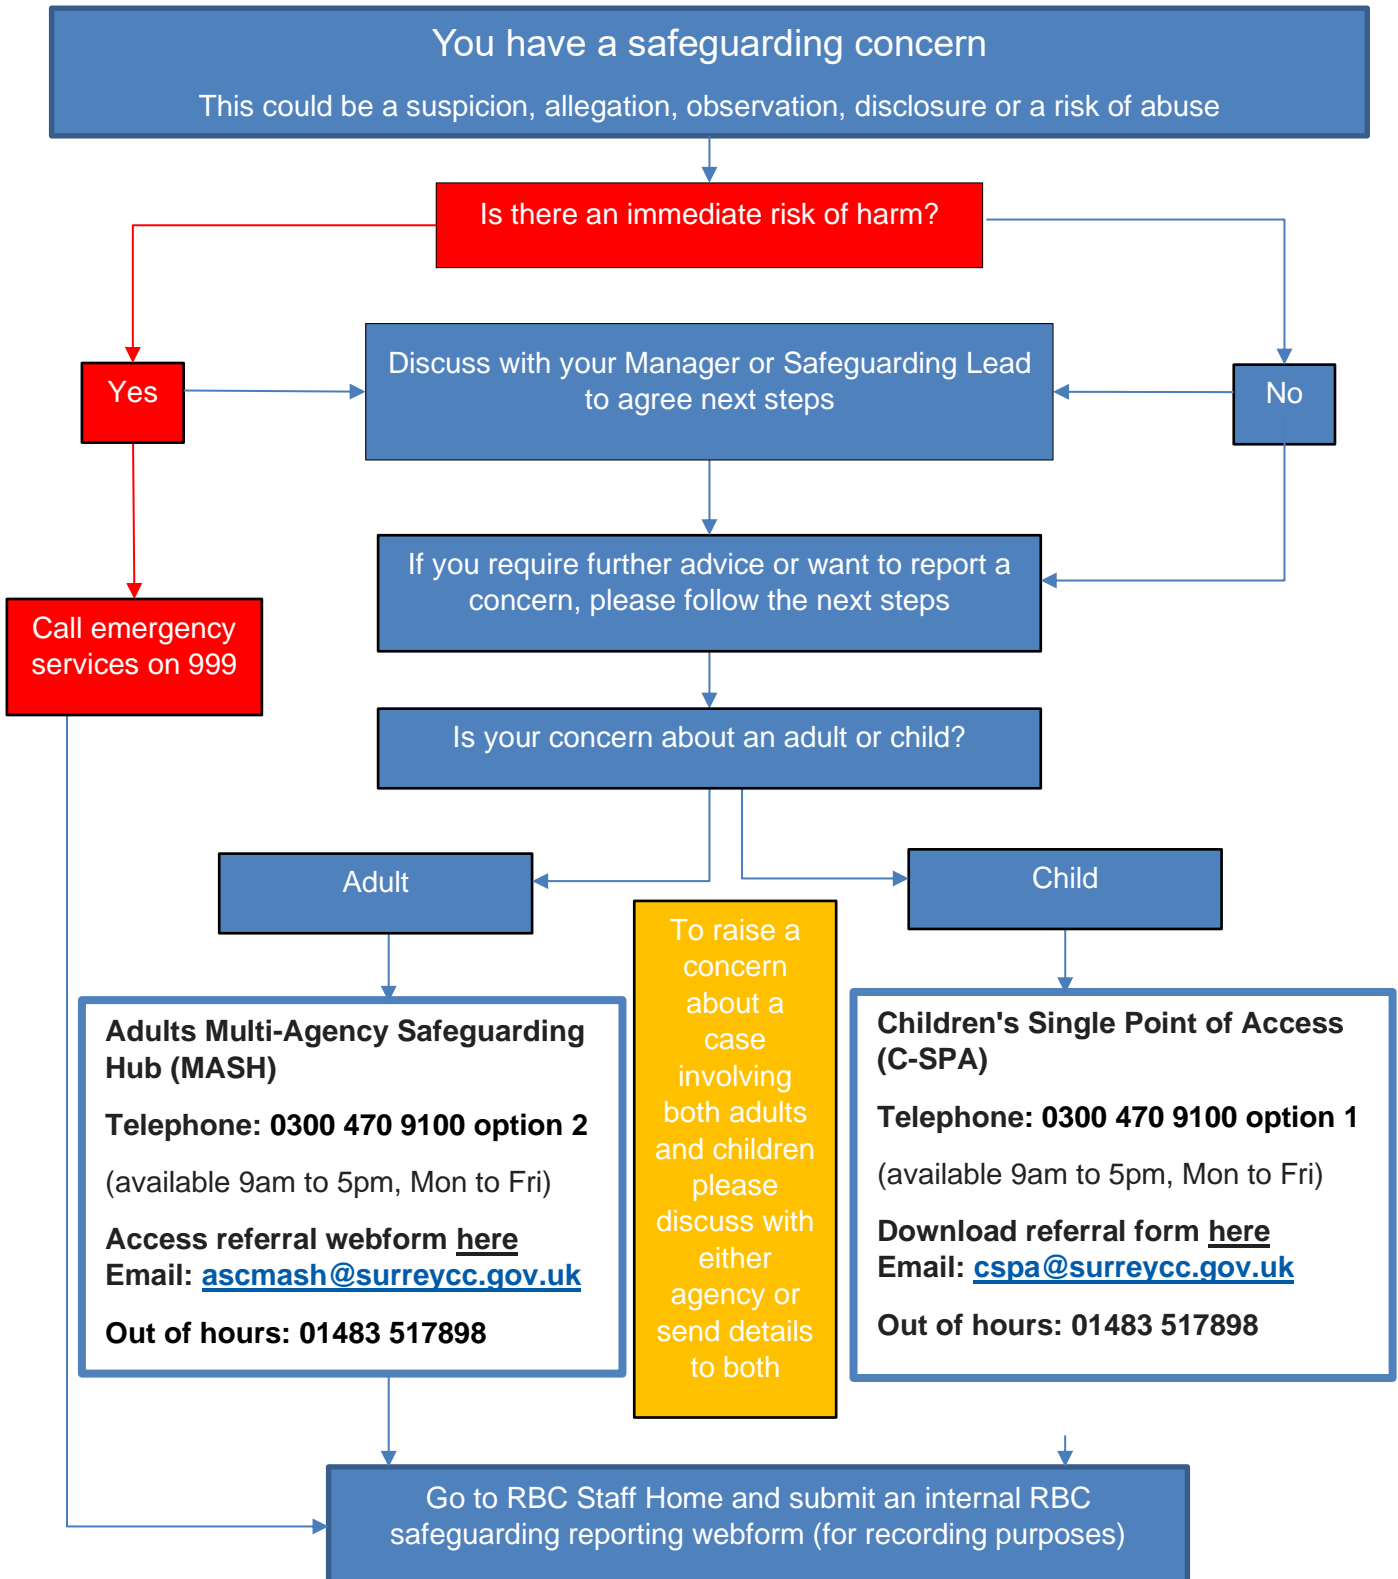 You have a safeguarding concern
This could be a suspicion, allegation, observation, disclosure or a risk of abuse
Is there an immediate risk of harm?
Yes
Discuss with your Manager or Safeguarding Lead
to agree next steps
No
If you require further advice or want to report a
concern, please follow the next steps
Call emergency
services on 999
Is your concern about an adult or child?
Adult
Child
To raise a
concern
about a
case
involving
both adults
and children
please
discuss with
either
agency or
send details
to both
Adults Multi-Agency Safeguarding
Hub (MASH)
Telephone: 0300 470 9100 option 2
(available 9am to 5pm, Mon to Fri)
Access referral webform here
Email: ascmash@surreycc.gov.uk
Out of hours: 01483 517898
Children's Single Point of Access
(C-SPA)
Telephone: 0300 470 9100 option 1
(available 9am to 5pm, Mon to Fri)
Download referral form here
Email: cspa@surreycc.gov.uk
Out of hours: 01483 517898
Go to RBC Staff Home and submit an internal RBC
safeguarding reporting webform (for recording purposes)